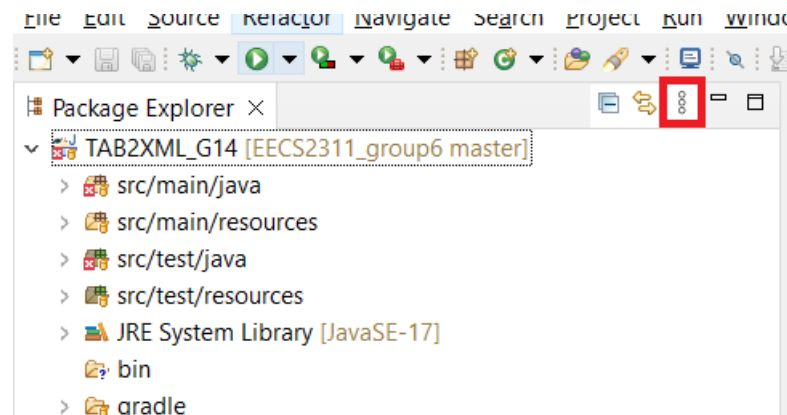 File Edit Source Refactor Navigate Search Project Run Windo
Package Explorer
TAB2XML_G14 [EECS2311_group6 master]
src/main/java
src/main/resources
src/test/java
src/test/resources
JRE System Library [JavaSE-17]
bin
gradle